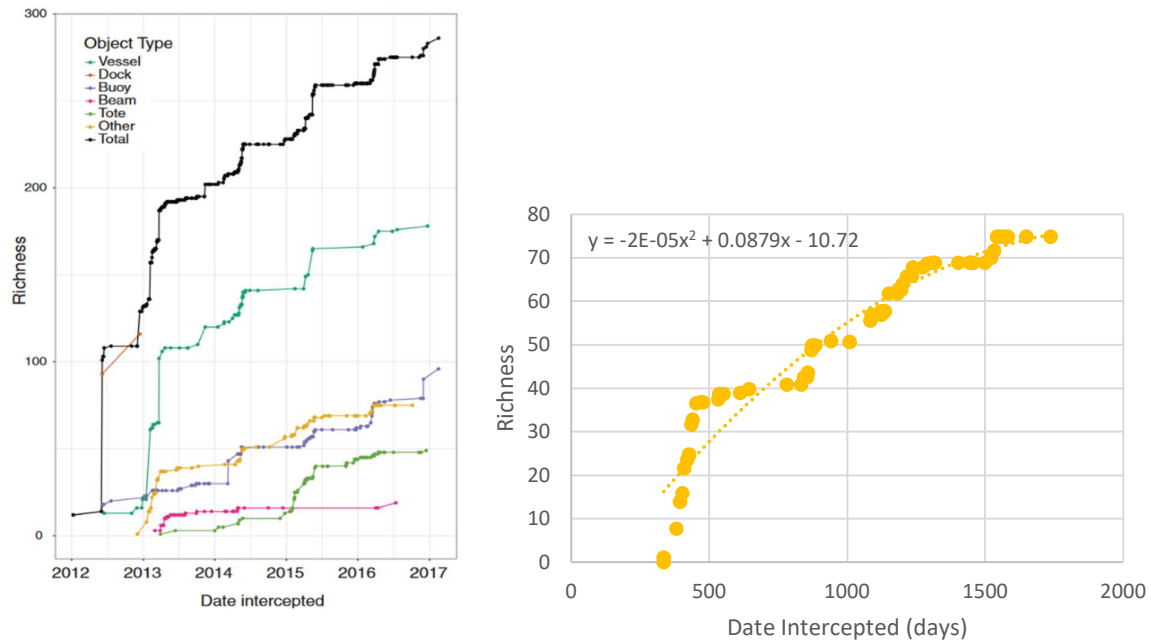 300
200
100
0
Richness
Object Type
Vessel
Dock
Buoy
Beam
Tote
Other
Total
2012 2013 2014 2015 2016 2017
Date intercepted
80
70
60
50
40
30
20
10
0
Richness
y = -2E-05x² + 0.0879x - 10.72
0 500 1000 1500 2000
Date Intercepted (days)